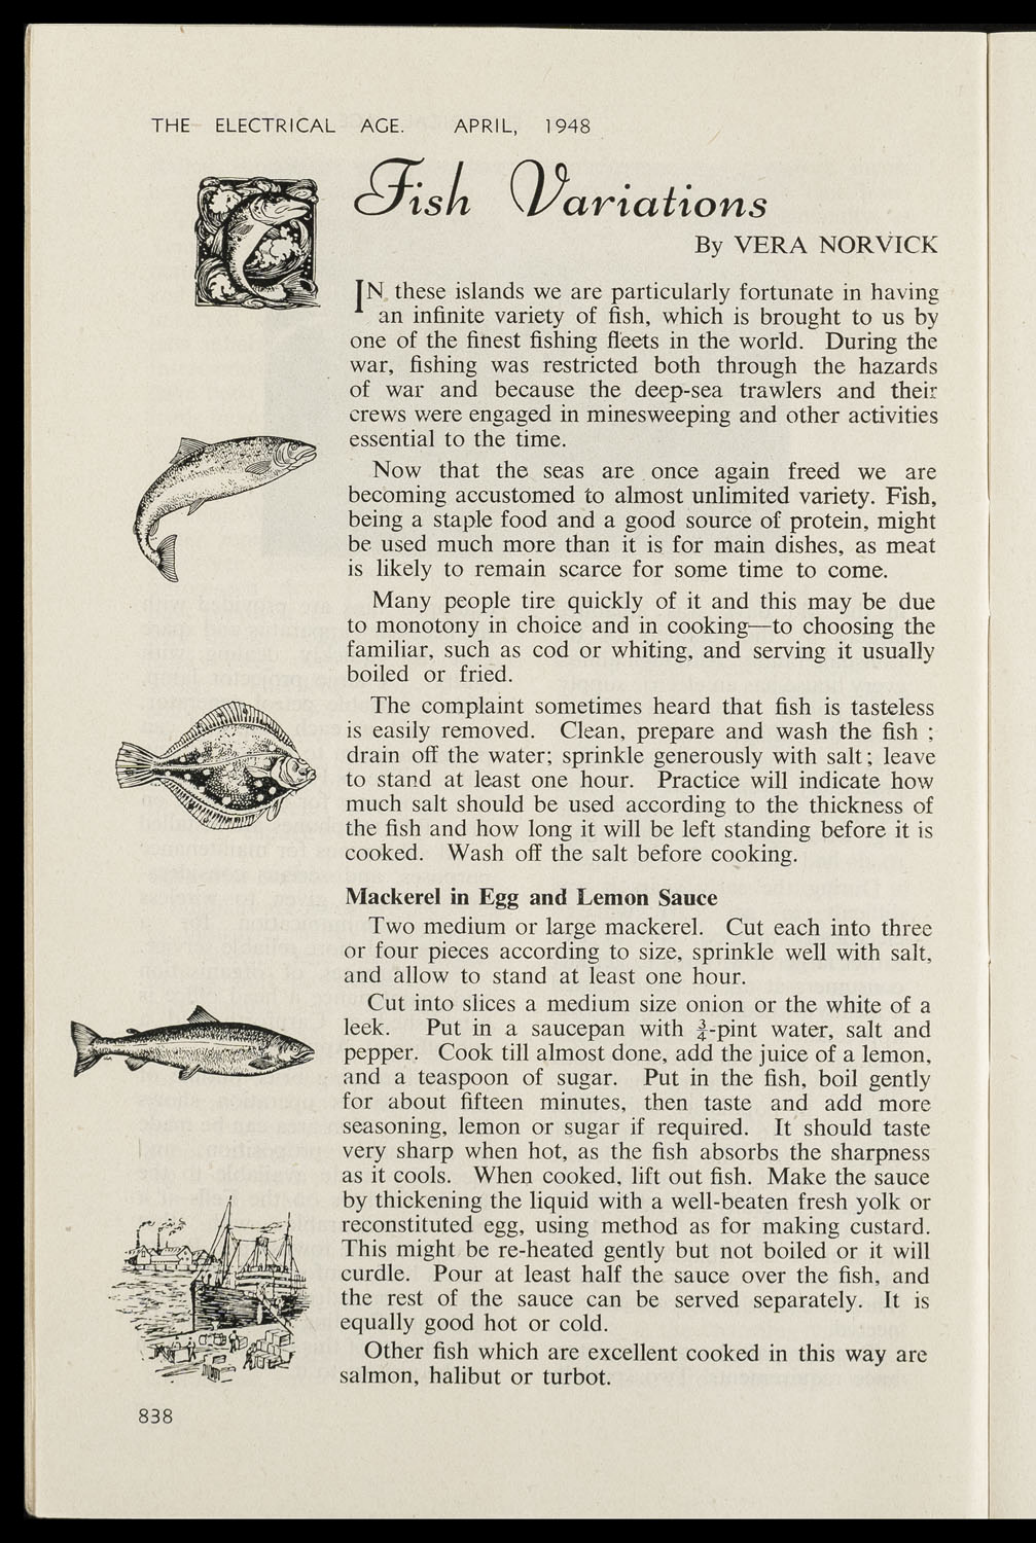 THE ELECTRICAL AGE. APRIL, 1948
Fish Variations
By VERA NORVICK
IN these islands we are particularly fortunate in having
an infinite variety of fish, which is brought to us by
one of the finest fishing fleets in the world. During the
war, fishing was restricted both through the hazards
of war and because the deep-sea trawlers and their
crews were engaged in minesweeping and other activities
essential to the time.
Now that the seas are once again freed we are
becoming accustomed to almost unlimited variety. Fish,
being a staple food and a good source of protein, might
be used much more than it is for main dishes, as meat
is likely to remain scarce for some time to come.
Many people tire quickly of it and this may be due
to monotony in choice and in cooking—to choosing the
familiar, such as cod or whiting, and serving it usually
boiled or fried.
The complaint sometimes heard that fish is tasteless
is easily removed. Clean, prepare and wash the fish ;
drain off the water; sprinkle generously with salt; leave
to stand at least one hour. Practice will indicate how
much salt should be used according to the thickness of
the fish and how long it will be left standing before it is
cooked. Wash off the salt before cooking.
Mackerel in Egg and Lemon Sauce
Two medium or large mackerel. Cut each into three
or four pieces according to size, sprinkle well with salt,
and allow to stand at least one hour.
Cut into slices a medium size onion or the white of a
leek. Put in a saucepan with ¾-pint water, salt and
pepper. Cook till almost done, add the juice of a lemon,
and a teaspoon of sugar. Put in the fish, boil gently
for about fifteen minutes, then taste and add more
seasoning, lemon or sugar if required. It should taste
very sharp when hot, as the fish absorbs the sharpness
as it cools. When cooked, lift out fish. Make the sauce
by thickening the liquid with a well-beaten fresh yolk or
reconstituted egg, using method as for making custard.
This might be re-heated gently but not boiled or it will
curdle. Pour at least half the sauce over the fish, and
the rest of the sauce can be served separately. It is
equally good hot or cold.
Other fish which are excellent cooked in this way are
salmon, halibut or turbot.
838